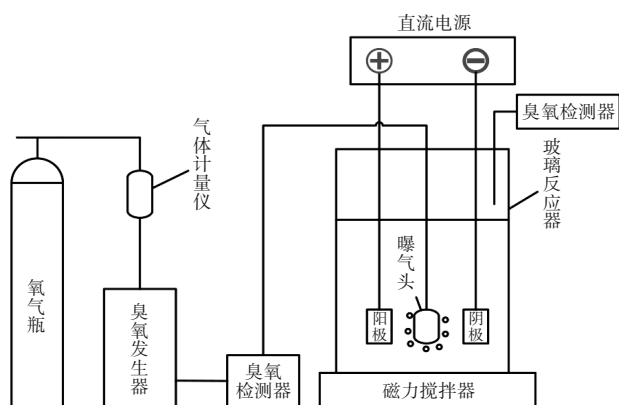 直流电源
臭氧检测器
气体计量仪
玻璃反应器
曝气头
氧气瓶
臭氧发生器
臭氧
检测器
阳极
阴极
磁力搅拌器